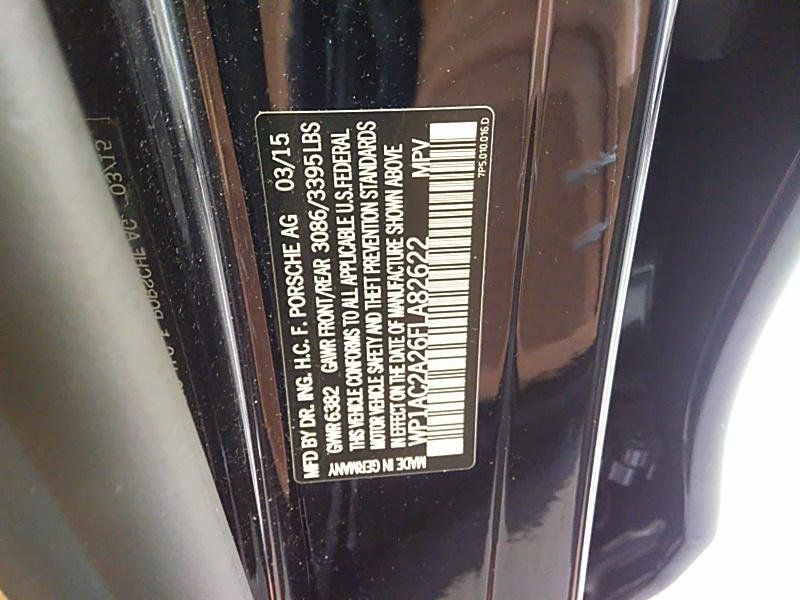 MFD BY DR. ING. H.C. F. PORSCHE AG 03/15
GVWR 6382 GAWR FRONT/REAR 3086/3395 LBS
THIS VEHICLE CONFORMS TO ALL APPLICABLE U.S. FEDERAL
MOTOR VEHICLE SAFETY AND THEFT PREVENTION STANDARDS
IN EFFECT ON THE DATE OF MANUFACTURE SHOWN ABOVE
WP1AC2A26FLA82622 MPV
MADE IN GERMANY
7P5.010.016.D